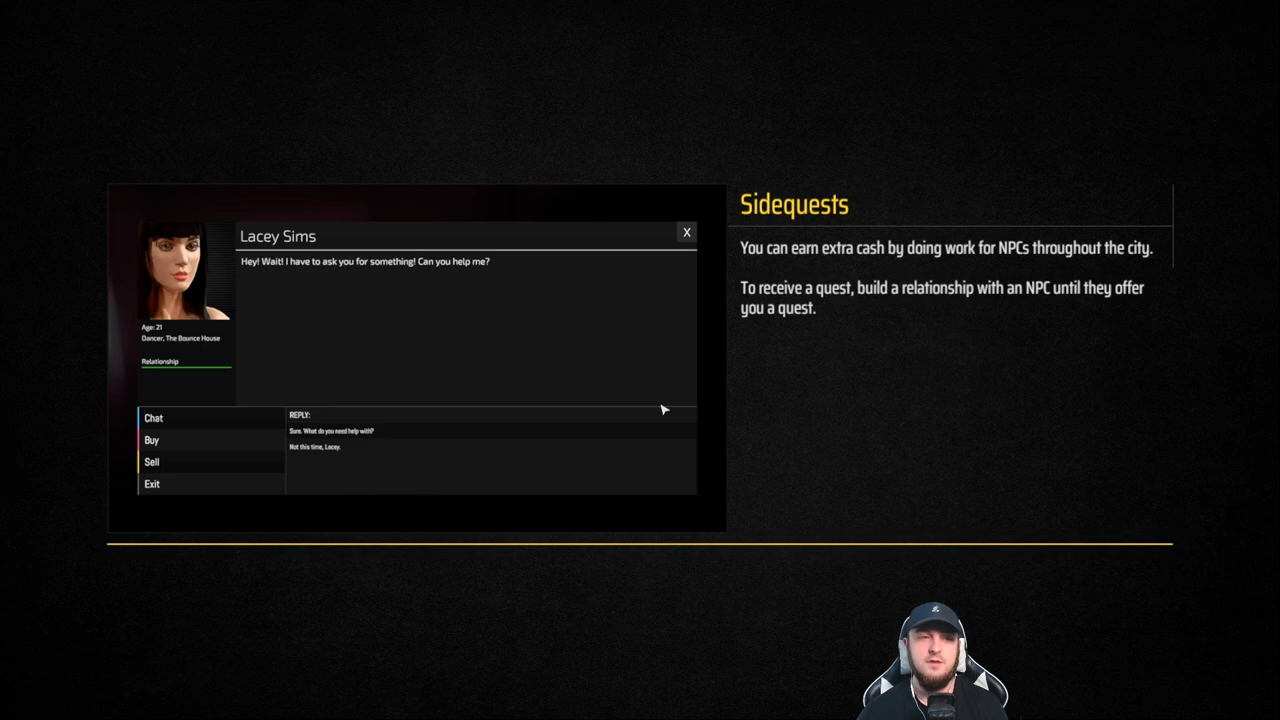 Sidequests
You can earn extra cash by doing work for NPCs throughout the city.
To receive a quest, build a relationship with an NPC until they offer
you a quest.
Lacey Sims
X
Hey! Wait! I have to ask you for something! Can you help me?
Age: 21
Dancer, The Bounce House
Relationship
Chat
Buy
Sell
Exit
REPLY:
Sure. What do you need help with?
Not this time, Lacey.